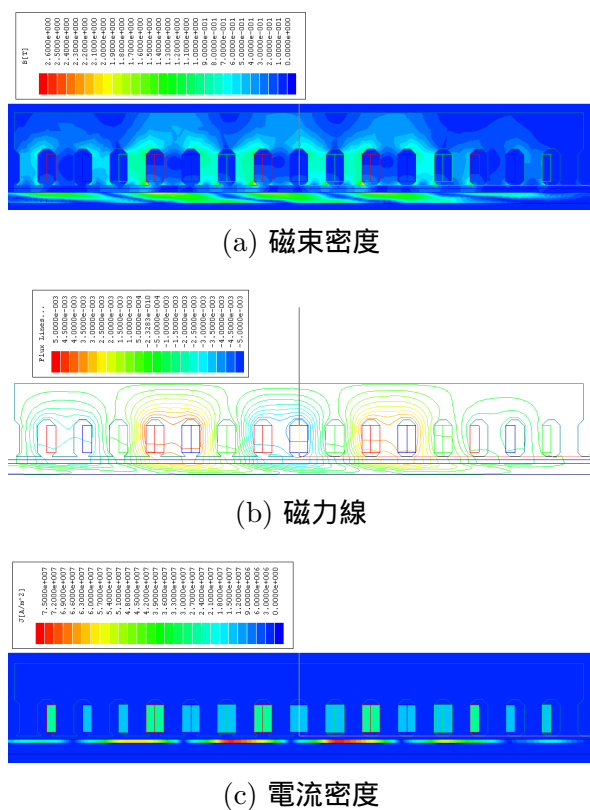 B[T]
2.6000e+000
2.5000e+000
2.4000e+000
2.3000e+000
2.2000e+000
2.1000e+000
2.0000e+000
1.9000e+000
1.8000e+000
1.7000e+000
1.6000e+000
1.5000e+000
1.4000e+000
1.3000e+000
1.2000e+000
1.1000e+000
1.0000e+000
9.0000e-001
8.0000e-001
7.0000e-001
6.0000e-001
5.0000e-001
4.0000e-001
3.0000e-001
2.0000e-001
1.0000e-001
0.0000e+000
(a) 磁束密度
Flux Lines...
5.0000e-003
4.5000e-003
4.0000e-003
3.5000e-003
3.0000e-003
2.5000e-003
2.0000e-003
1.5000e-003
1.0000e-003
5.0000e-004
-2.3283e-010
-5.0000e-004
-1.0000e-003
-1.5000e-003
-2.0000e-003
-2.5000e-003
-3.0000e-003
-3.5000e-003
-4.0000e-003
-4.5000e-003
-5.0000e-003
(b) 磁力線
J[A/m^2]
7.5000e+007
7.2000e+007
6.9000e+007
6.6000e+007
6.3000e+007
6.0000e+007
5.7000e+007
5.4000e+007
5.1000e+007
4.8000e+007
4.5000e+007
4.2000e+007
3.9000e+007
3.6000e+007
3.3000e+007
3.0000e+007
2.7000e+007
2.4000e+007
2.1000e+007
1.8000e+007
1.5000e+007
1.2000e+007
9.0000e+006
6.0000e+006
3.0000e+006
0.0000e+000
(c) 電流密度